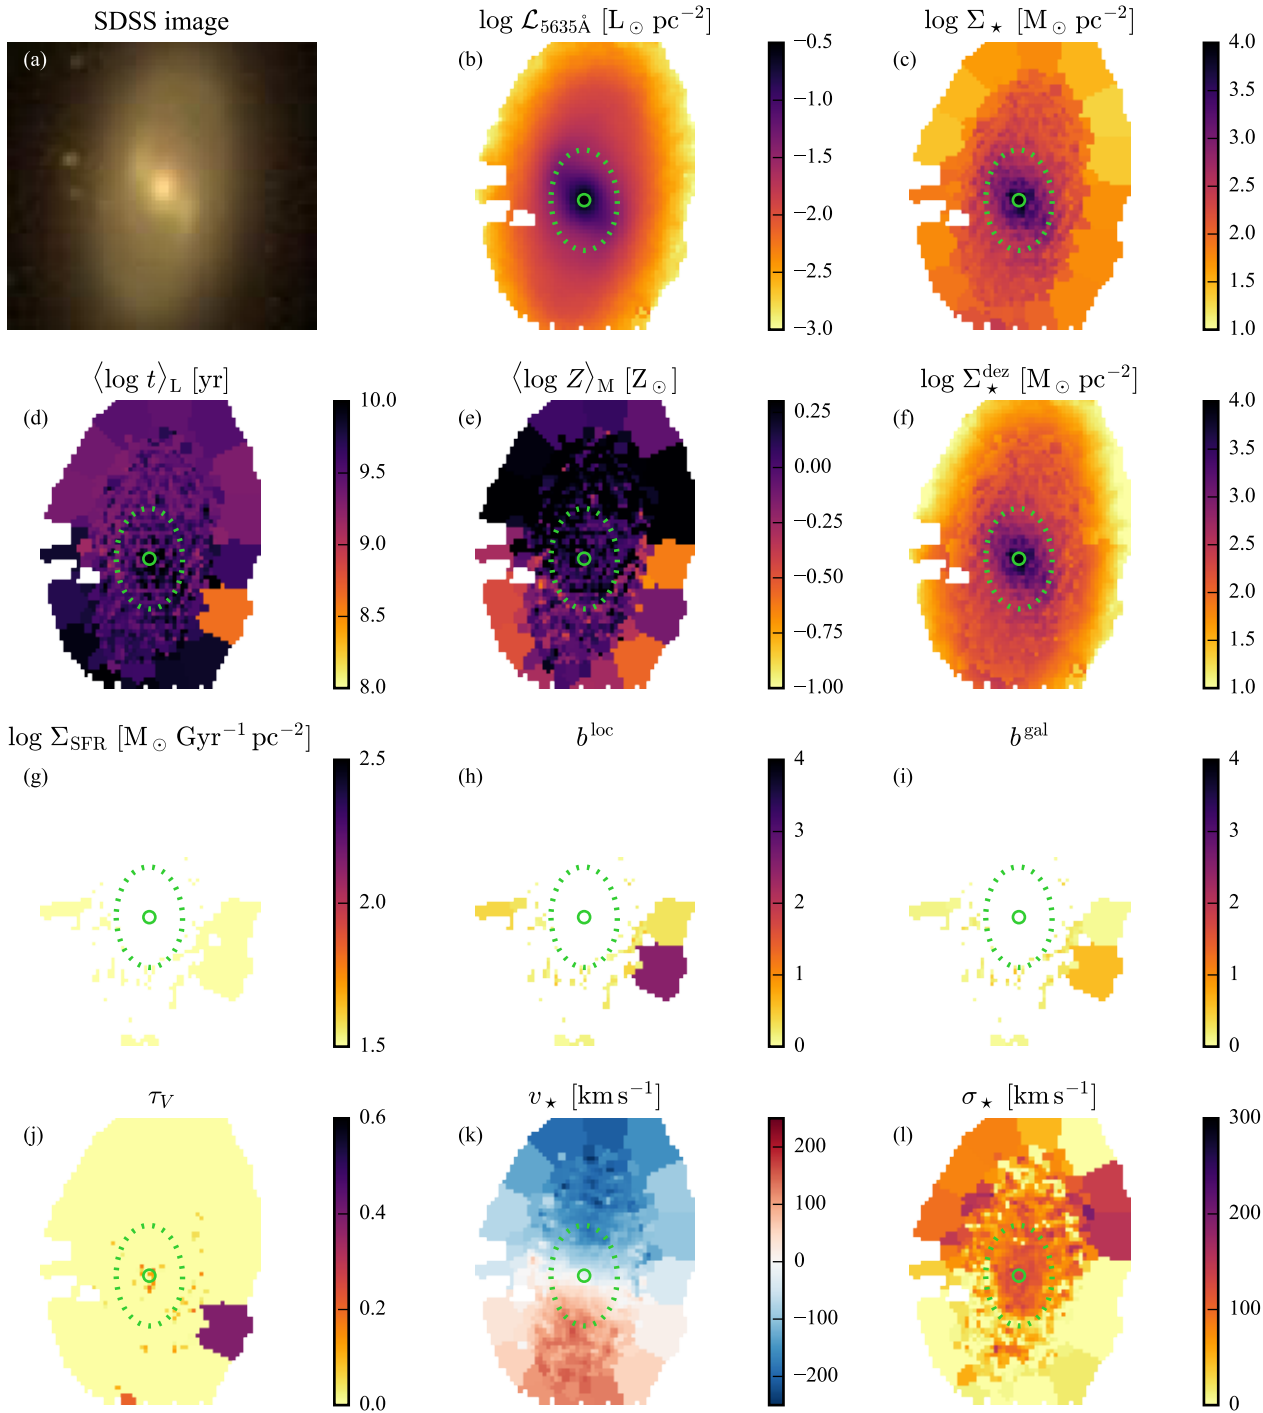 SDSS image
(a)
log ℒ₅₆₃₅Å [L⊙ pc⁻²]
(b)
−0.5
−1.0
−1.5
−2.0
−2.5
−3.0
log Σ⋆ [M⊙ pc⁻²]
(c)
4.0
3.5
3.0
2.5
2.0
1.5
1.0
⟨log t⟩L [yr]
(d)
10.0
9.5
9.0
8.5
8.0
⟨log Z⟩M [Z⊙]
(e)
0.25
0.00
−0.25
−0.50
−0.75
−1.00
log Σ⋆^dez [M⊙ pc⁻²]
(f)
4.0
3.5
3.0
2.5
2.0
1.5
1.0
log ΣSFR [M⊙ Gyr⁻¹ pc⁻²]
(g)
2.5
2.0
1.5
b^loc
(h)
4
3
2
1
0
b^gal
(i)
4
3
2
1
0
τV
(j)
0.6
0.4
0.2
0.0
v⋆ [km s⁻¹]
(k)
200
100
0
−100
−200
σ⋆ [km s⁻¹]
(l)
300
200
100
0